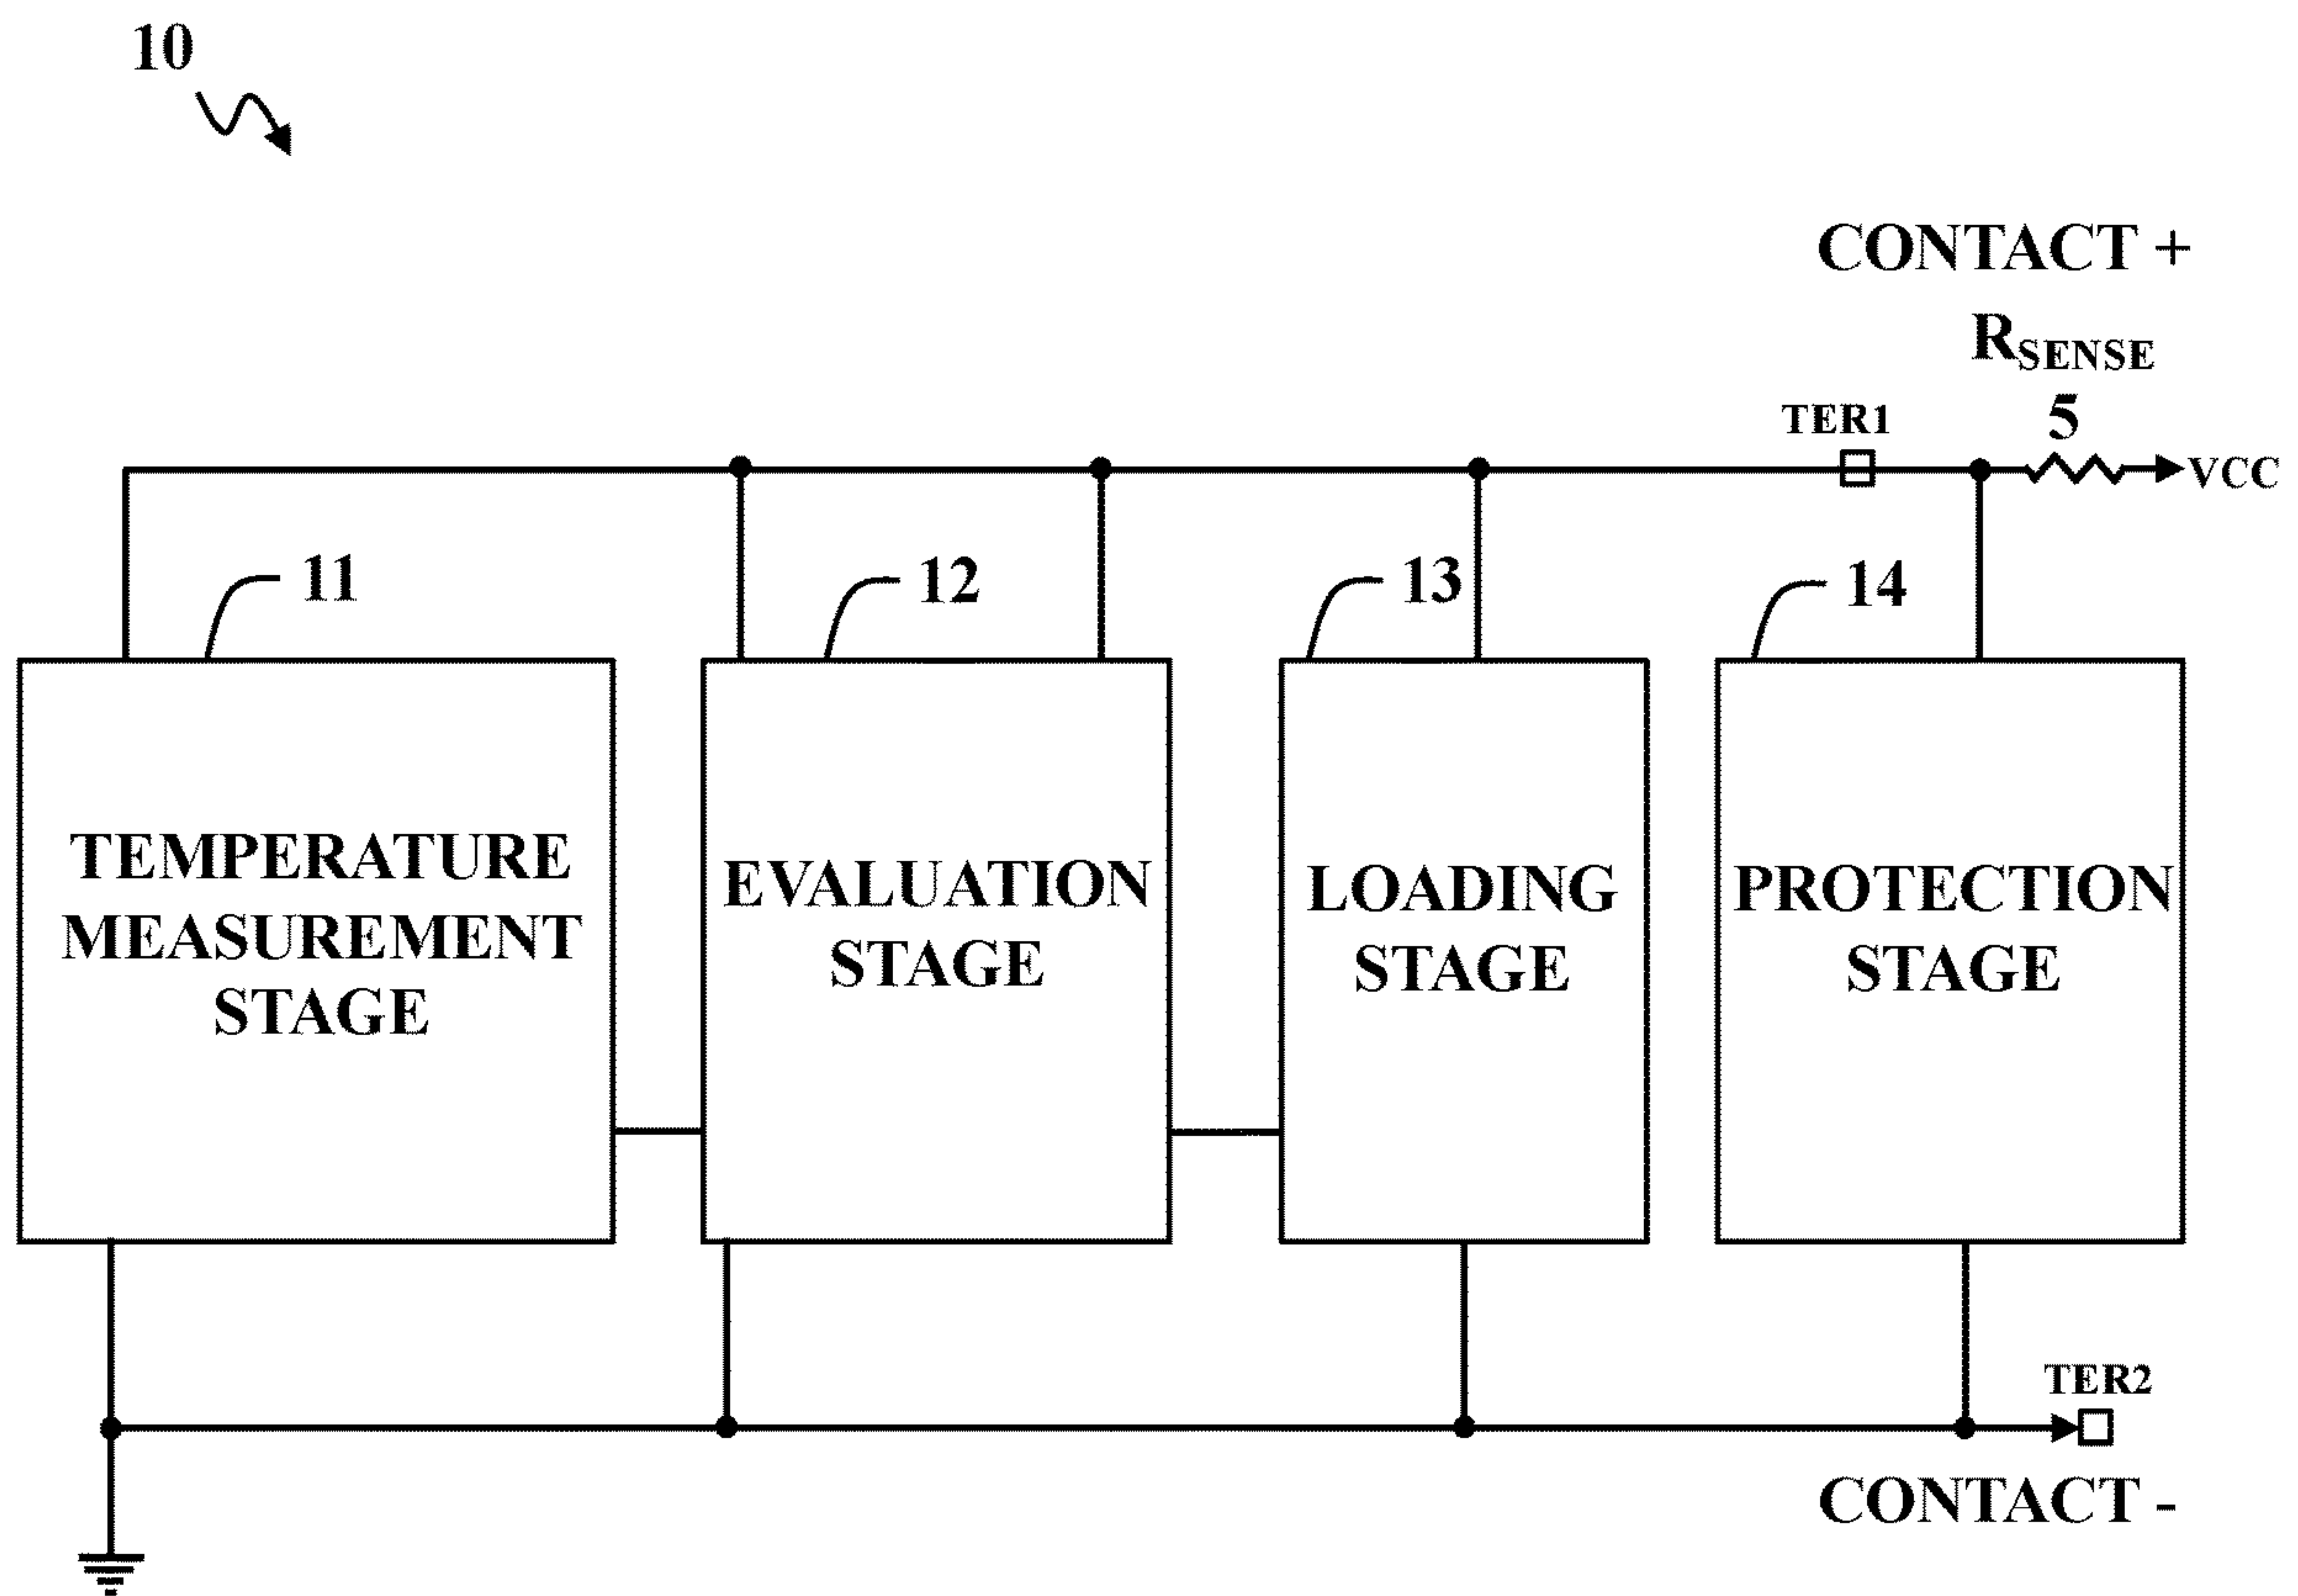 10
CONTACT +
RSENSE
TER1
5
VCC
11
12
13
14
TEMPERATURE
MEASUREMENT
STAGE
EVALUATION
STAGE
LOADING
STAGE
PROTECTION
STAGE
TER2
CONTACT -